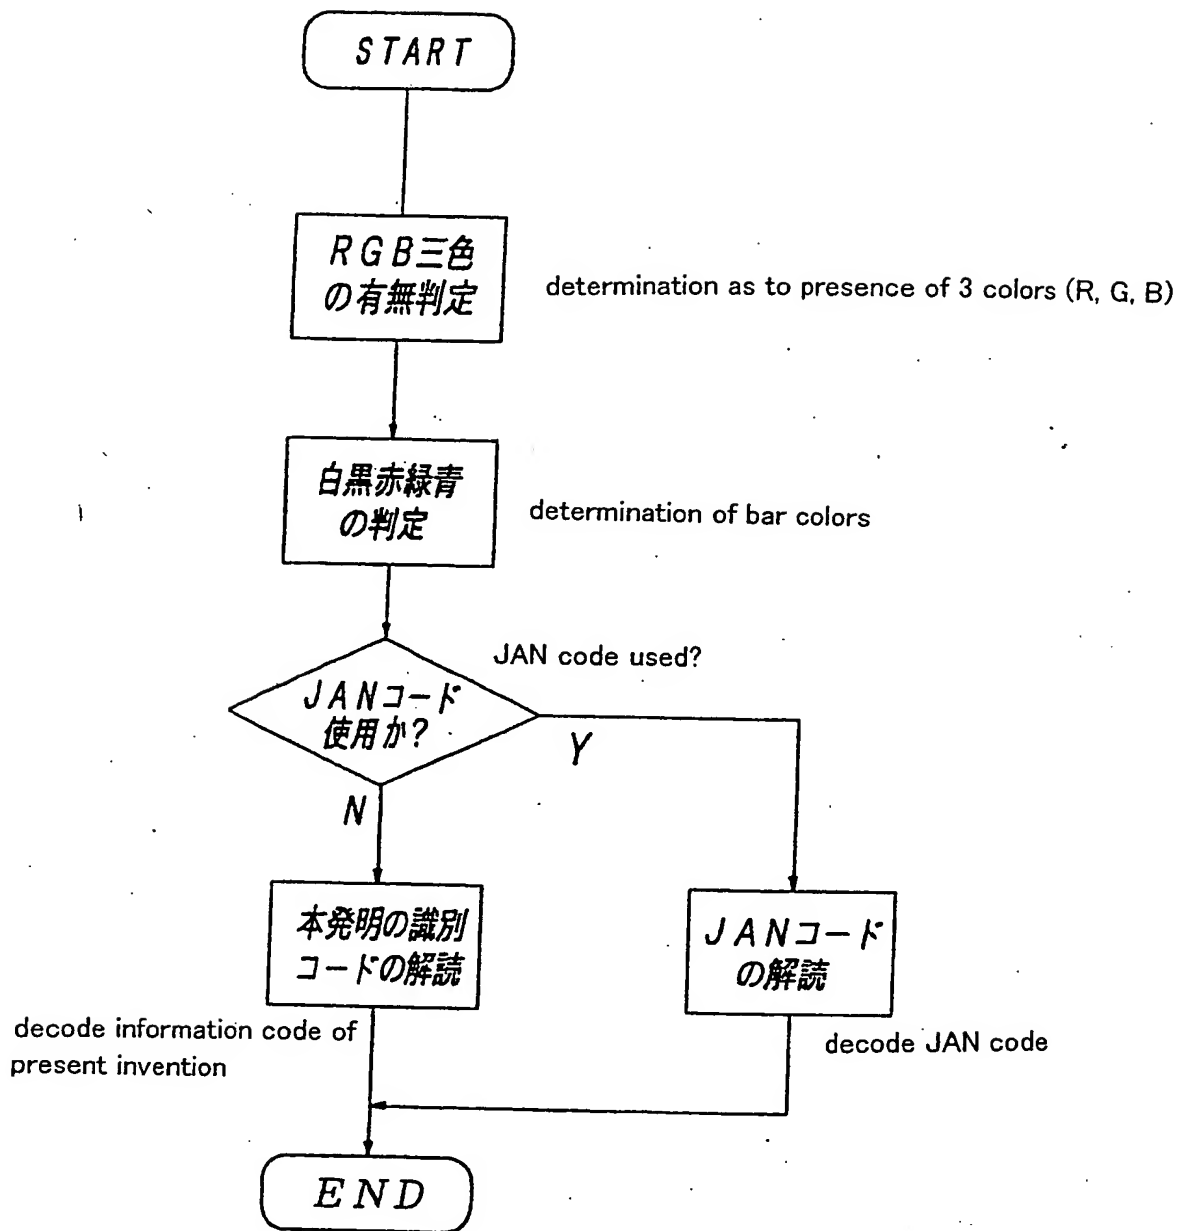 START
RGB三色
の有無判定
determination as to presence of 3 colors (R, G, B)
白黒赤緑青
の判定
determination of bar colors
JAN code used?
JANコード
使用か?
Y
N
本発明の識別
コードの解読
JANコード
の解読
decode information code of
present invention
decode JAN code
END